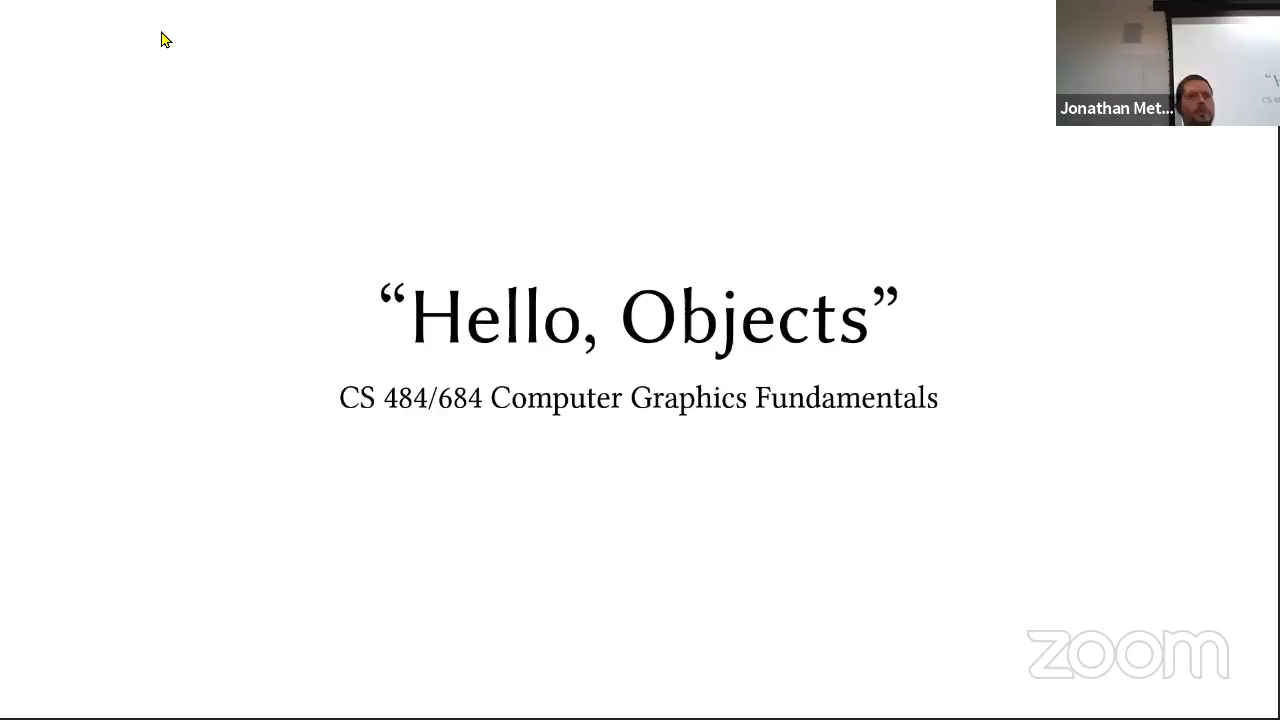 Jonathan Met...
“Hello, Objects”
CS 484/684 Computer Graphics Fundamentals
zoom